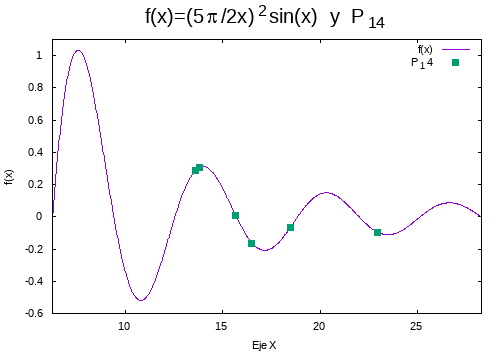 f(x)=(5π/2x)²sin(x) y P₁₄
f(x)
P₁4
1
0.8
0.6
0.4
0.2
0
-0.2
-0.4
-0.6
f(x)
10 15 20 25
Eje X